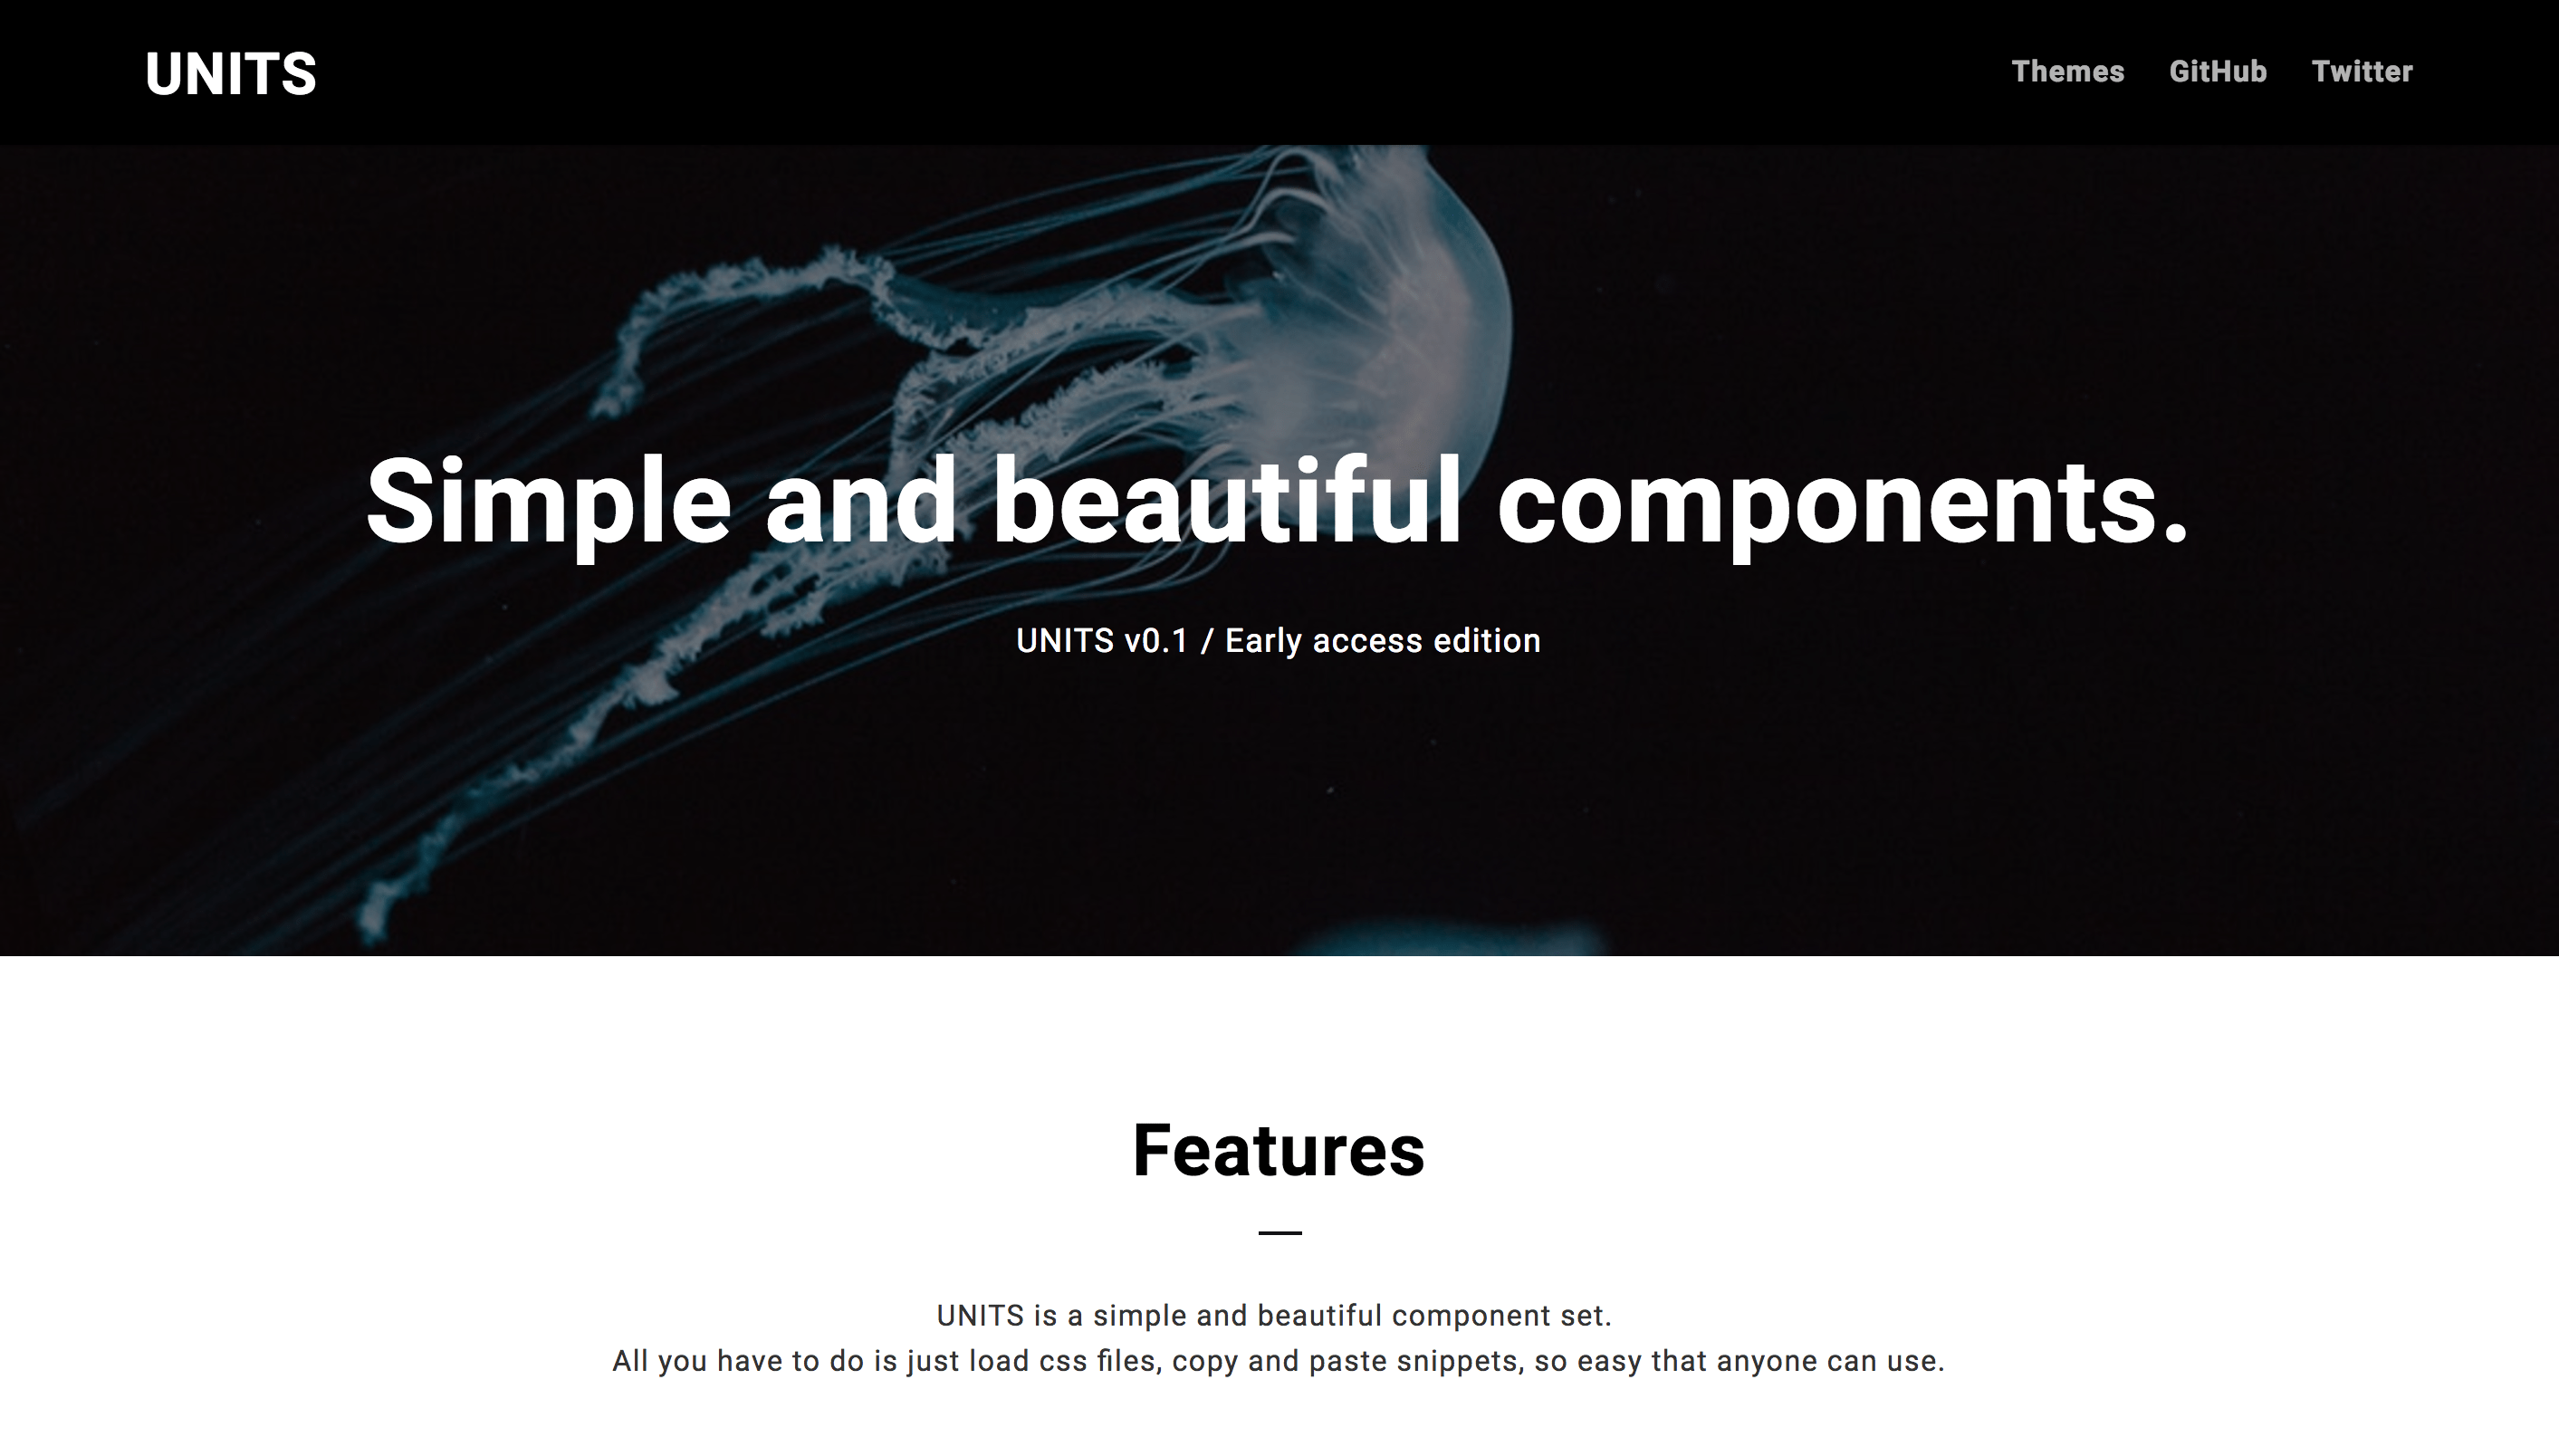 UNITS
Themes GitHub Twitter
Simple and beautiful components.
UNITS v0.1 / Early access edition
Features
UNITS is a simple and beautiful component set.
All you have to do is just load css files, copy and paste snippets, so easy that anyone can use.